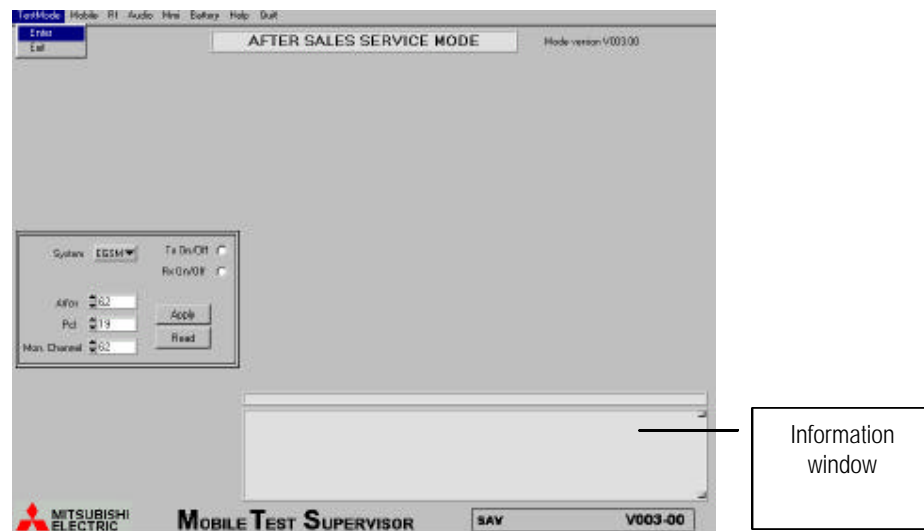 TestMode Mobile Rf Audio Mmi Battery Help Quit
Enter
Exit
AFTER SALES SERVICE MODE
Mode version V003.00
System EGSM
Tx On/Off
Rx On/Off
Arfcn 62
Pcl 19
Mon. Channel 62
Apply
Read
Information
window
MITSUBISHI
ELECTRIC
MOBILE TEST SUPERVISOR
SAV
V003-00